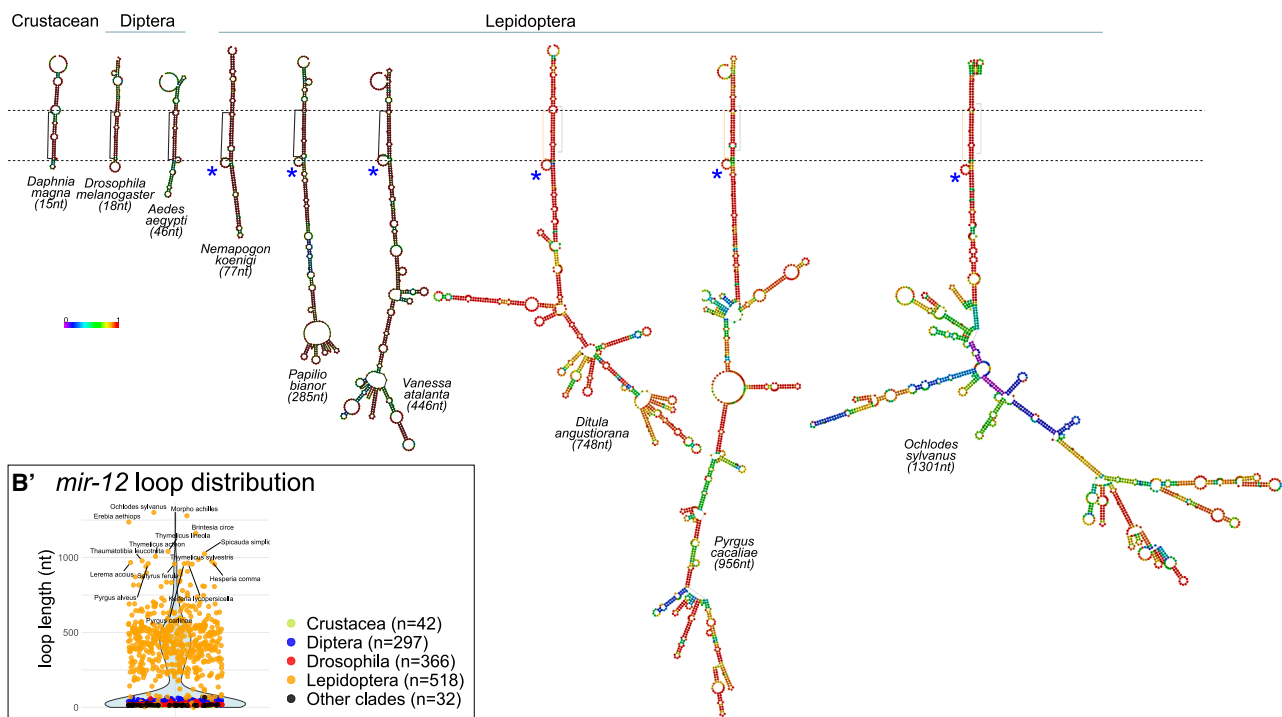 Crustacean
Diptera
Lepidoptera
*
*
*
*
*
*
Daphnia
magna
(15nt)
Drosophila
melanogaster
(18nt)
Aedes
aegypti
(46nt)
Nemapogon
koenigi
(77nt)
0 1
Papilio
bianor
(285nt)
Vanessa
atalanta
(446nt)
Ditula
angustiorana
(748nt)
Pyrgus
cacaliae
(956nt)
Ochlodes
sylvanus
(1301nt)
B' mir-12 loop distribution
loop length (nt)
1000
500
0
Ochlodes sylvanus
Morpho achilles
Erebia aethiops
Brintesia circe
Thymelicus lineola
Thymelicus acteon
Spicauda simplic
Thaumatotibia leucotreta
Thymelicus sylvestris
Lerema accius
Satyrus ferula
Hesperia comma
Pyrgus alveus
Keiferia lycopersicella
Pyrgus carlinae
Crustacea (n=42)
Diptera (n=297)
Drosophila (n=366)
Lepidoptera (n=518)
Other clades (n=32)